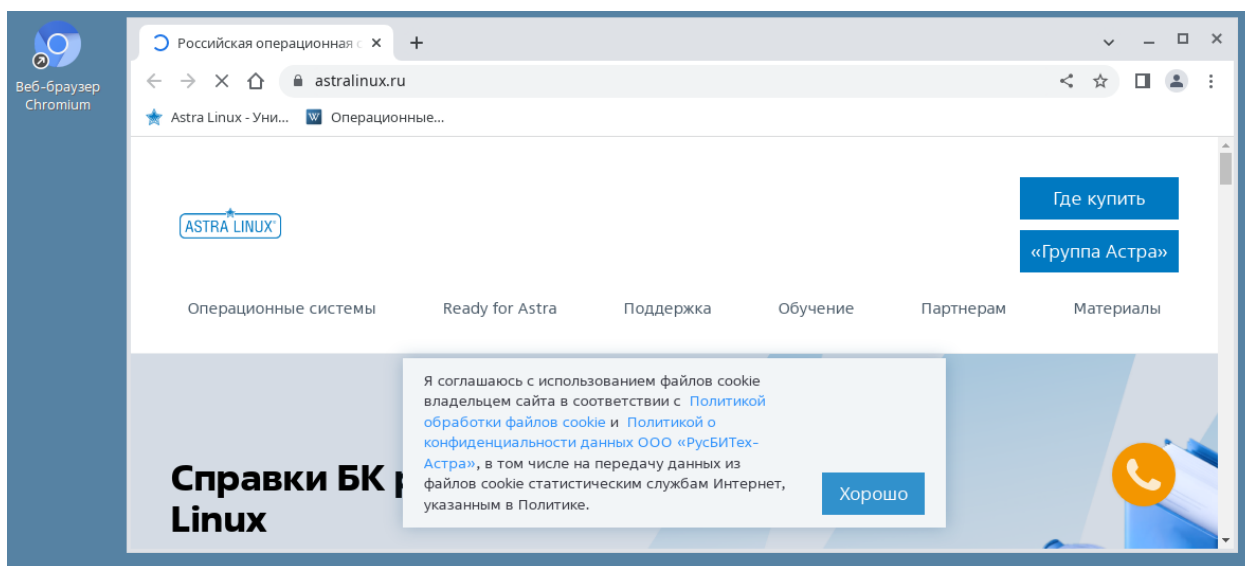 Веб-браузер
Chromium
Российская операционная с
astralinux.ru
Astra Linux - Уни...
W Операционные...
ASTRA LINUX®
Где купить
«Группа Астра»
Операционные системы Ready for Astra Поддержка Обучение Партнерам Материалы
Я соглашаюсь с использованием файлов cookie
владельцем сайта в соответствии с Политикой
обработки файлов cookie и Политикой о
конфиденциальности данных ООО «РусБИТех-
Астра», в том числе на передачу данных из
файлов cookie статистическим службам Интернет,
указанным в Политике.
Хорошо
Справки БК
Linux